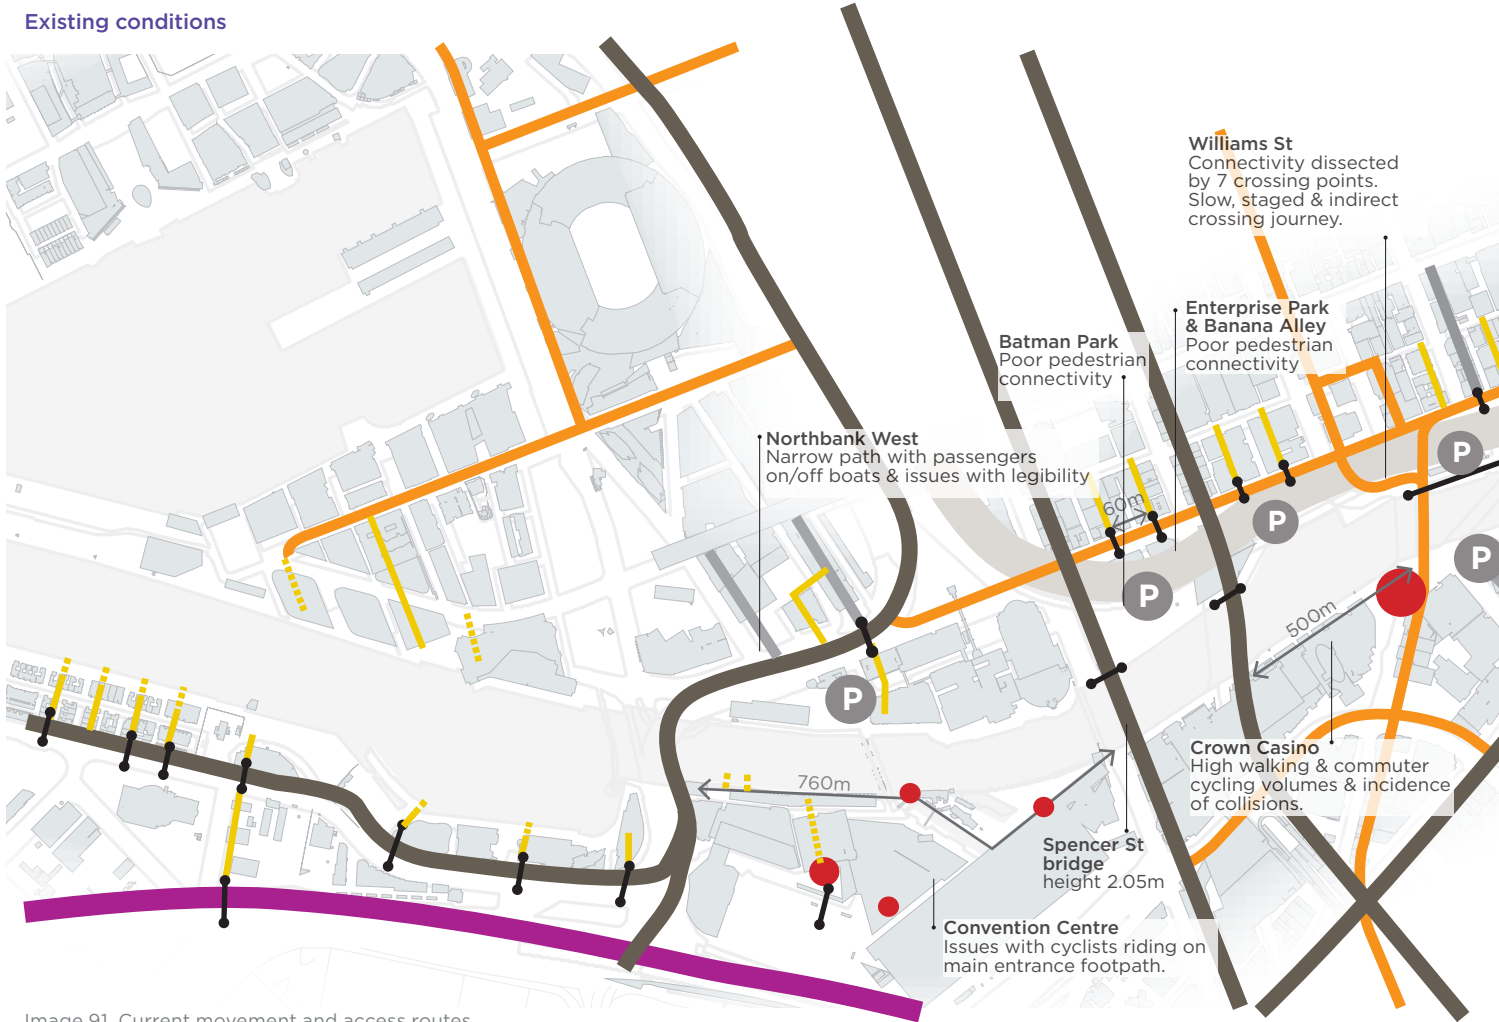 Existing conditions
Williams St
Connectivity dissected
by 7 crossing points.
Slow, staged & indirect
crossing journey.
Enterprise Park
& Banana Alley
Poor pedestrian
connectivity
Batman Park
Poor pedestrian
connectivity
Northbank West
Narrow path with passengers
on/off boats & issues with legibility
60m
P
P
P
P
P
500m
760m
Crown Casino
High walking & commuter
cycling volumes & incidence
of collisions.
Spencer St
bridge
height 2.05m
Convention Centre
Issues with cyclists riding on
main entrance footpath.
Image 91. Current movement and access routes